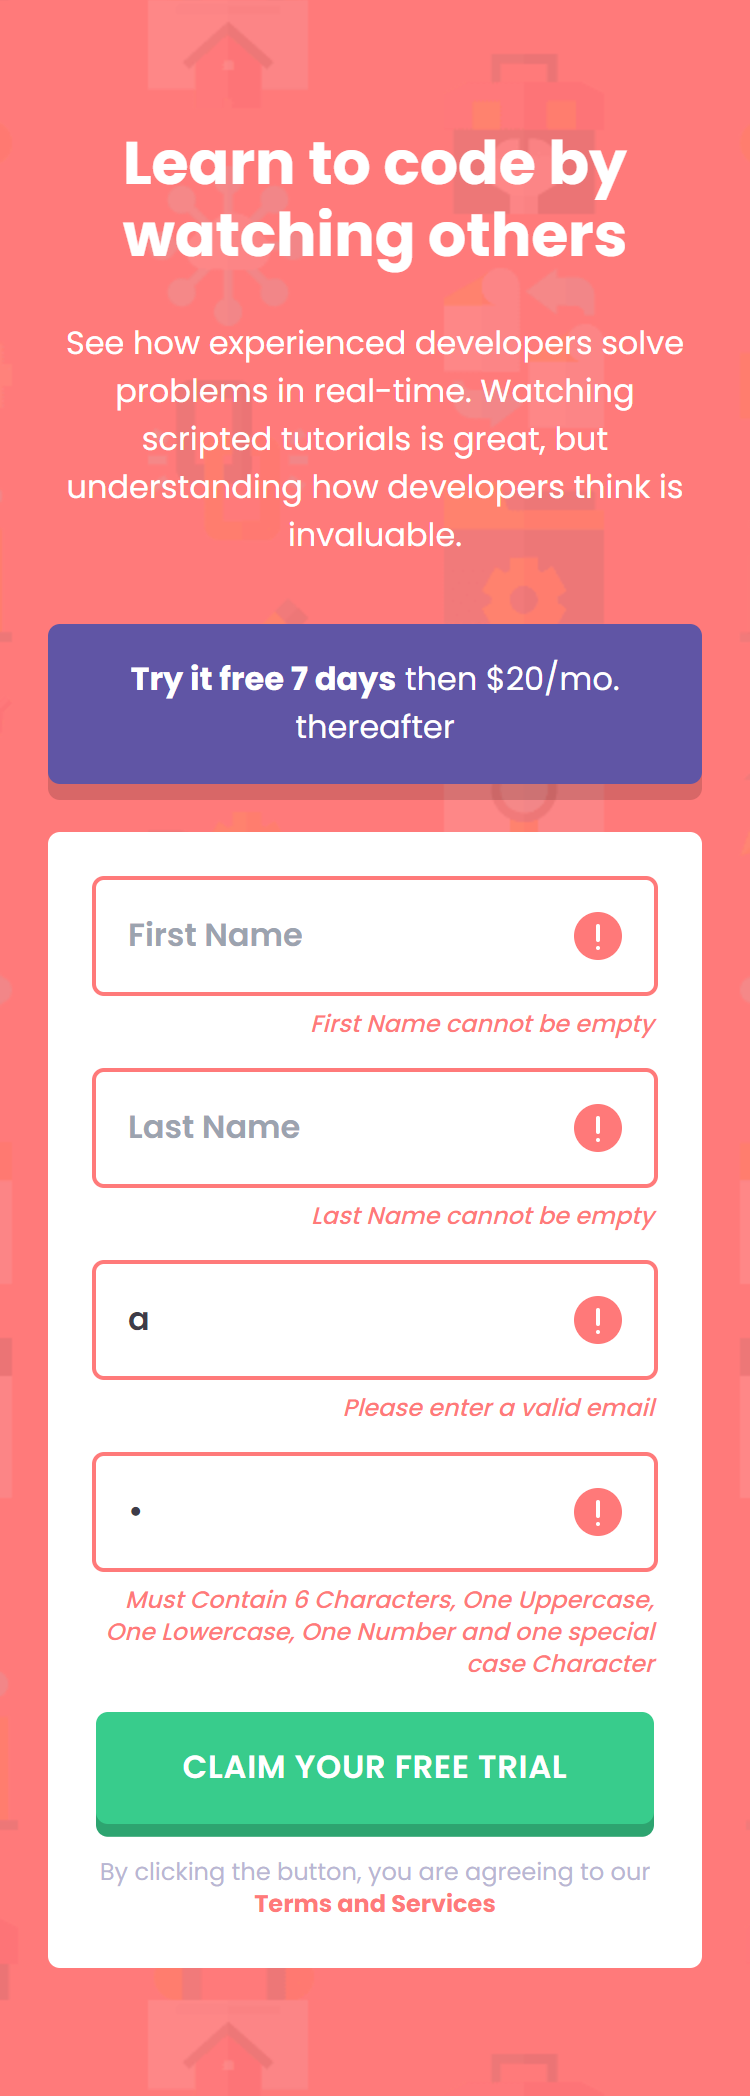 Learn to code by
watching others
See how experienced developers solve
problems in real-time. Watching
scripted tutorials is great, but
understanding how developers think is
invaluable.
Try it free 7 days then $20/mo.
thereafter
First Name
First Name cannot be empty
Last Name
Last Name cannot be empty
a
Please enter a valid email
•
Must Contain 6 Characters, One Uppercase,
One Lowercase, One Number and one special
case Character
CLAIM YOUR FREE TRIAL
By clicking the button, you are agreeing to our
Terms and Services